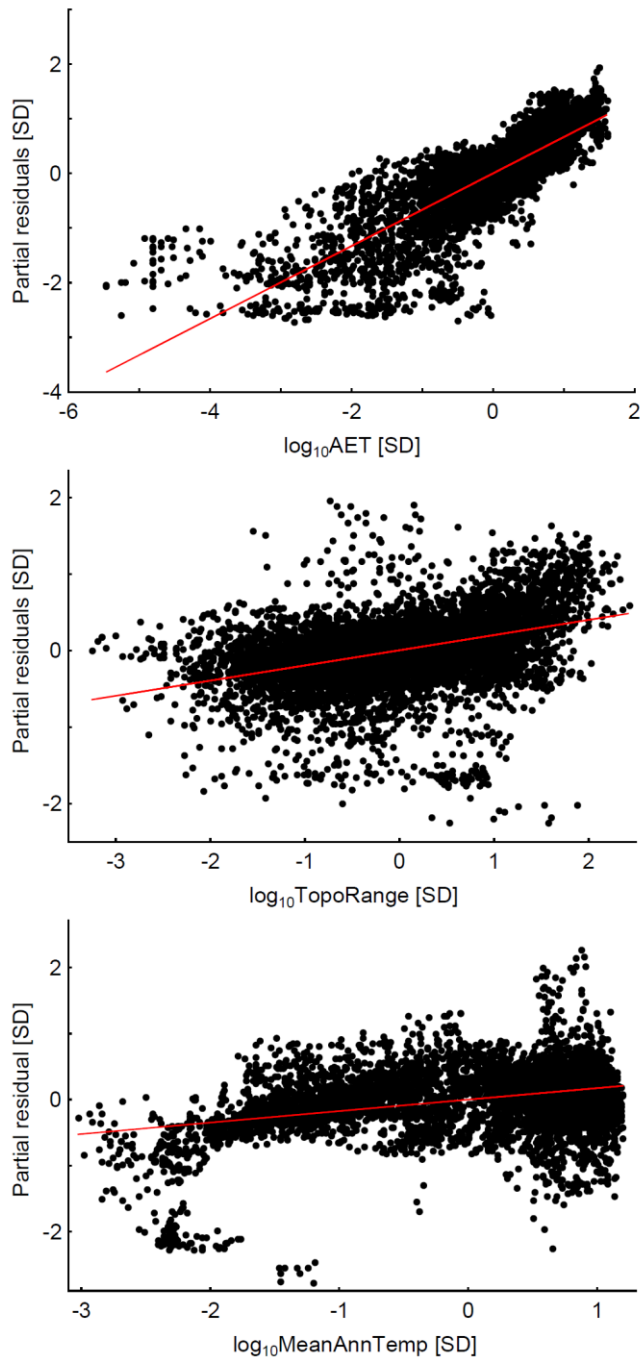 2
0
-2
-4
Partial residuals [SD]
-6 -4 -2 0 2
log₁₀AET [SD]
2
0
-2
Partial residuals [SD]
-3 -2 -1 0 1 2
log₁₀TopoRange [SD]
2
0
-2
Partial residual [SD]
-3 -2 -1 0 1
log₁₀MeanAnnTemp [SD]